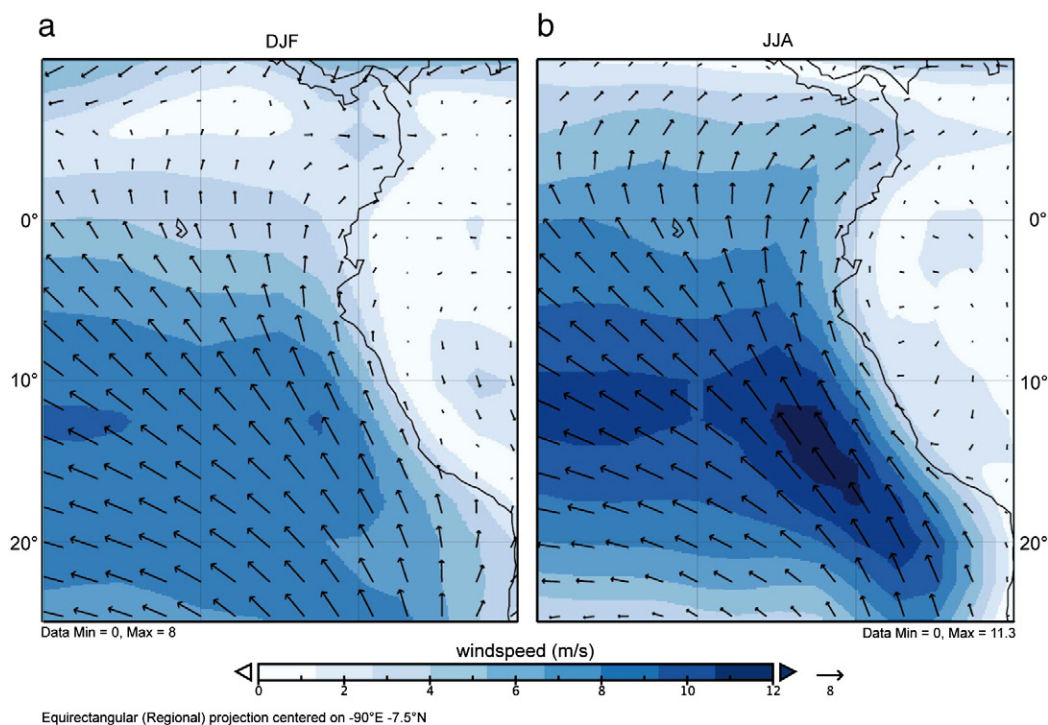 a
b
DJF
JJA
0°
0°
10°
10°
20°
20°
Data Min = 0, Max = 8
Data Min = 0, Max = 11.3
windspeed (m/s)
0 2 4 6 8 10 12
8
Equirectangular (Regional) projection centered on -90°E -7.5°N